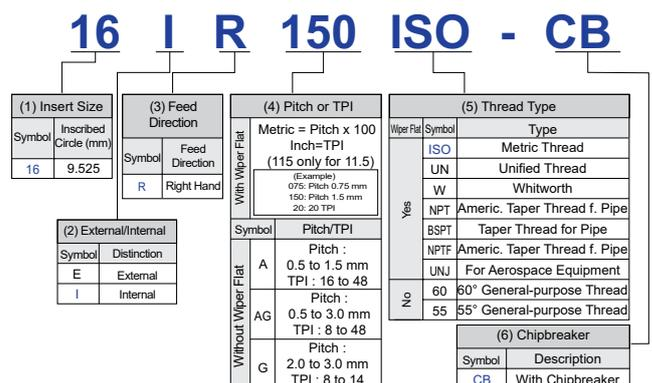 16 I R 150 ISO - CB
(1) Insert Size
Symbol Inscribed Circle (mm)
16 9.525
(2) External/Internal
Symbol Distinction
E External
I Internal
(3) Feed
Direction
Symbol Feed Direction
R Right Hand
(4) Pitch or TPI
With Wiper Flat
Metric = Pitch x 100
Inch=TPI
(115 only for 11.5)
(Example)
075: Pitch 0.75 mm
150: Pitch 1.5 mm
20: 20 TPI
Symbol Pitch/TPI
Without Wiper Flat
A
Pitch :
0.5 to 1.5 mm
TPI : 16 to 48
AG
Pitch :
0.5 to 3.0 mm
TPI : 8 to 48
G
Pitch :
2.0 to 3.0 mm
TPI : 8 to 14
(5) Thread Type
Wiper Flat Symbol Type
Yes
ISO Metric Thread
UN Unified Thread
W Whitworth
NPT Americ. Taper Thread f. Pipe
BSPT Taper Thread for Pipe
NPTF Americ. Taper Thread f. Pipe
UNJ For Aerospace Equipment
No
60 60° General-purpose Thread
55 55° General-purpose Thread
(6) Chipbreaker
Symbol Description
CB With Chipbreaker